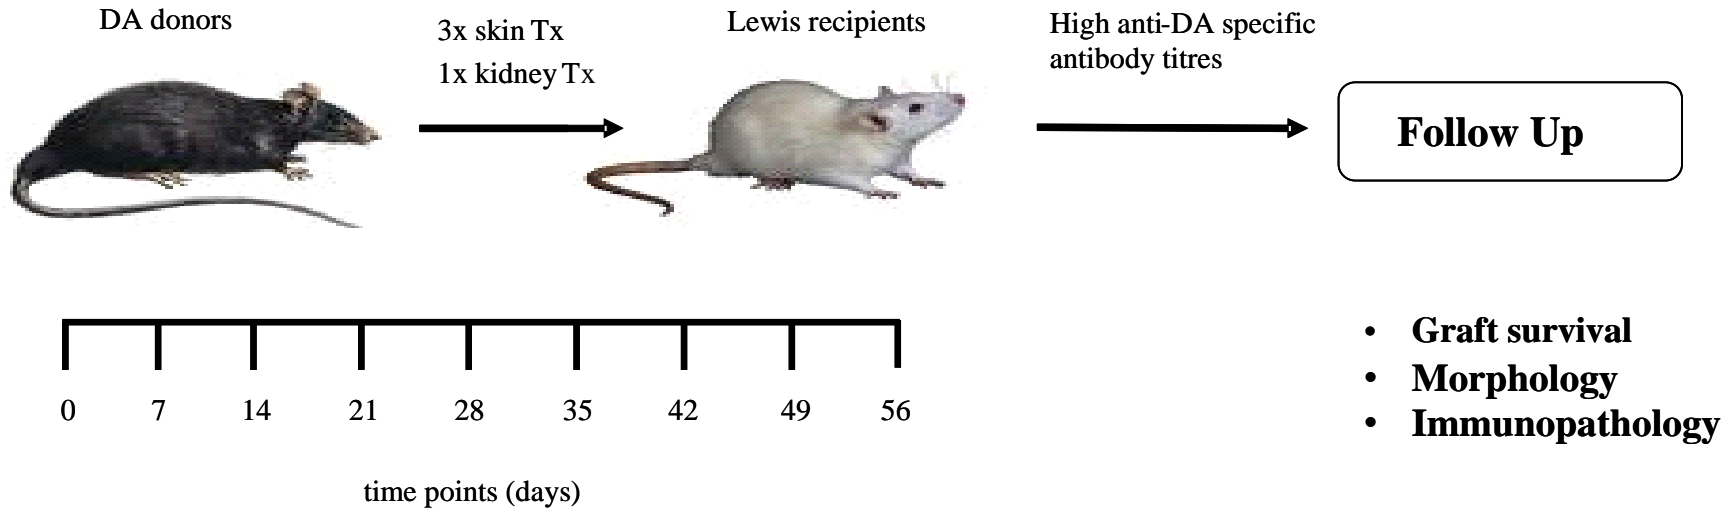 DA donors
3x skin Tx
1x kidney Tx
Lewis recipients
High anti-DA specific
antibody titres
Follow Up
0 7 14 21 28 35 42 49 56
time points (days)
• Graft survival
• Morphology
• Immunopathology